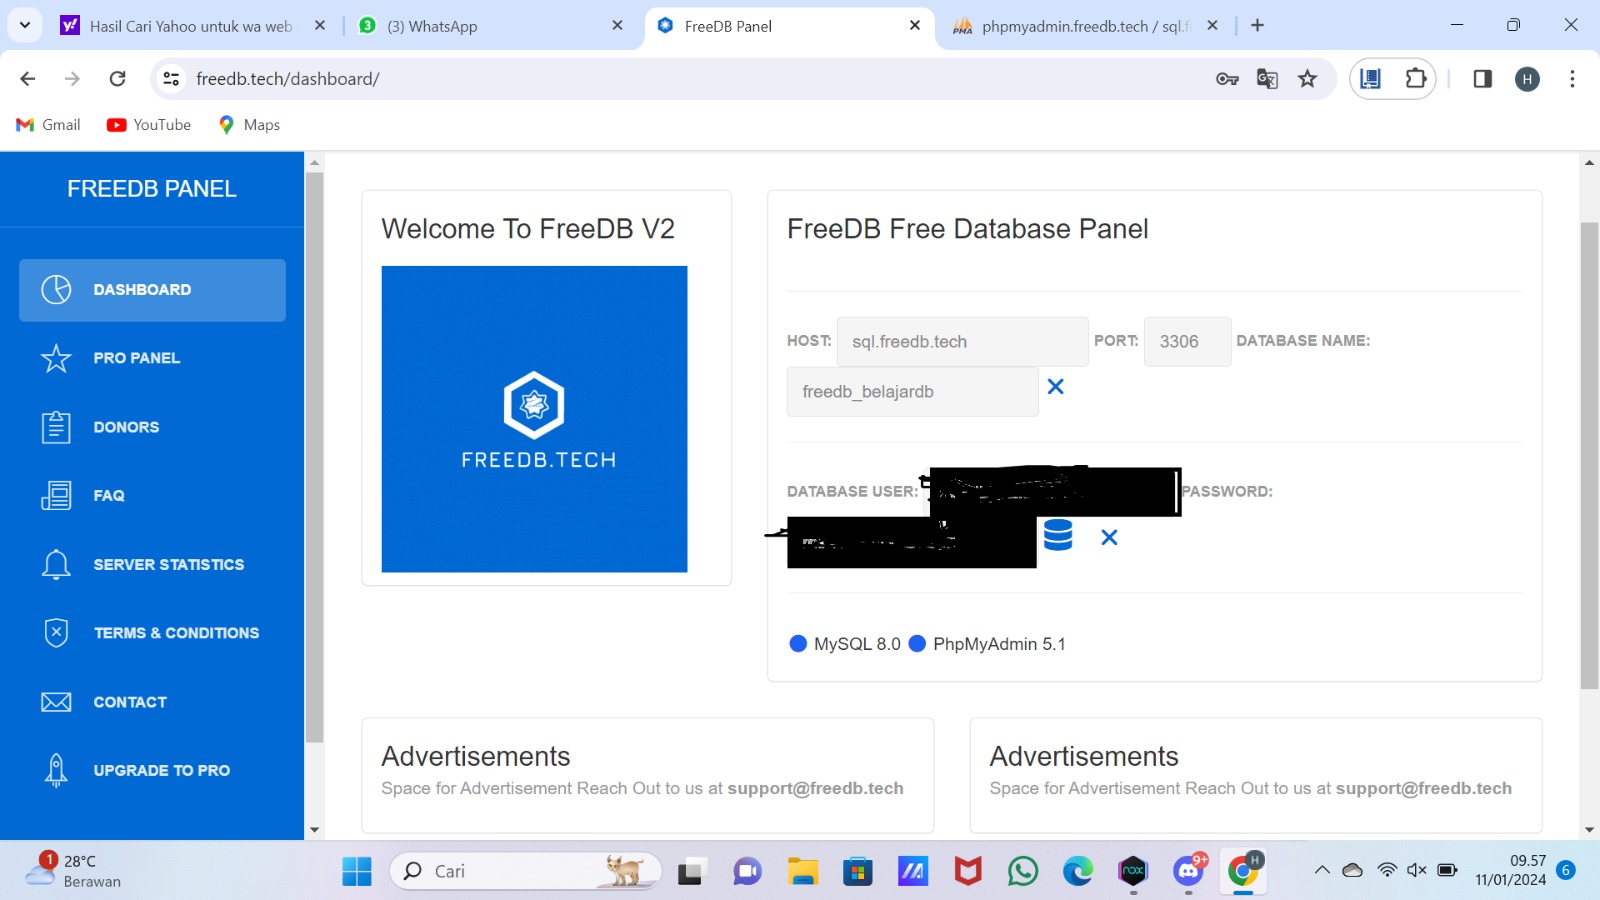 Hasil Cari Yahoo untuk wa web
(3) WhatsApp
FreeDB Panel
phpmyadmin.freedb.tech / sql.f
freedb.tech/dashboard/
H
Gmail
YouTube
Maps
FREEDB PANEL
DASHBOARD
PRO PANEL
DONORS
FAQ
SERVER STATISTICS
TERMS & CONDITIONS
CONTACT
UPGRADE TO PRO
Welcome To FreeDB V2
FREEDB.TECH
FreeDB Free Database Panel
HOST: sql.freedb.tech PORT: 3306 DATABASE NAME:
freedb_belajardb
DATABASE USER: PASSWORD:
MySQL 8.0 PhpMyAdmin 5.1
Advertisements
Space for Advertisement Reach Out to us at support@freedb.tech
Advertisements
Space for Advertisement Reach Out to us at support@freedb.tech
1
28°C
Berawan
Cari
nox
9+
H
09.57
11/01/2024
6